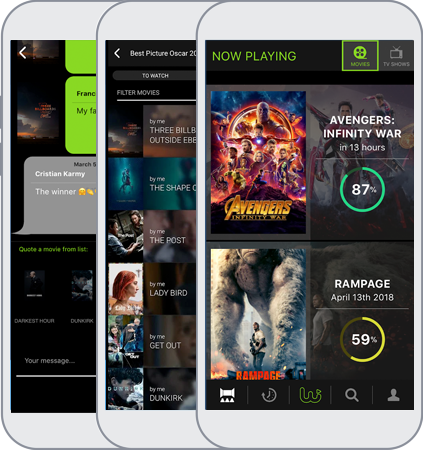 Franc
My fa
March 5
Cristian Karmy
The winner
Quote a movie from list:
DARKEST HOUR
DUNKIRK
Your message...
Best Picture Oscar 20
TO WATCH
FILTER MOVIES
by me
THREE BILLB
OUTSIDE EBB
by me
THE SHAPE O
by me
THE POST
by me
LADY BIRD
by me
GET OUT
by me
DUNKIRK
NOW PLAYING
MOVIES
TV SHOWS
AVENGERS
INFINITY WAR
AVENGERS:
INFINITY WAR
in 13 hours
87%
RAMPAGE
RAMPAGE
April 13th 2018
59%